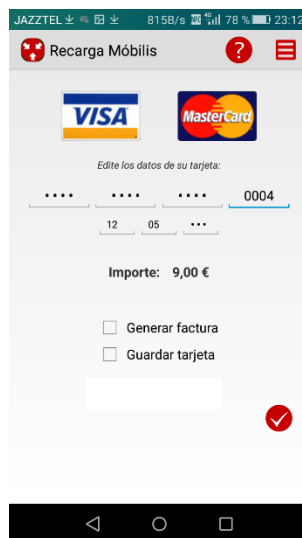 JAZZTEL 815B/s 4G 78 % 23:12
Recarga Móbilis ?
VISA MasterCard
Edite los datos de su tarjeta:
•••• •••• •••• 0004
12 05 •••
Importe: 9,00 €
Generar factura
Guardar tarjeta